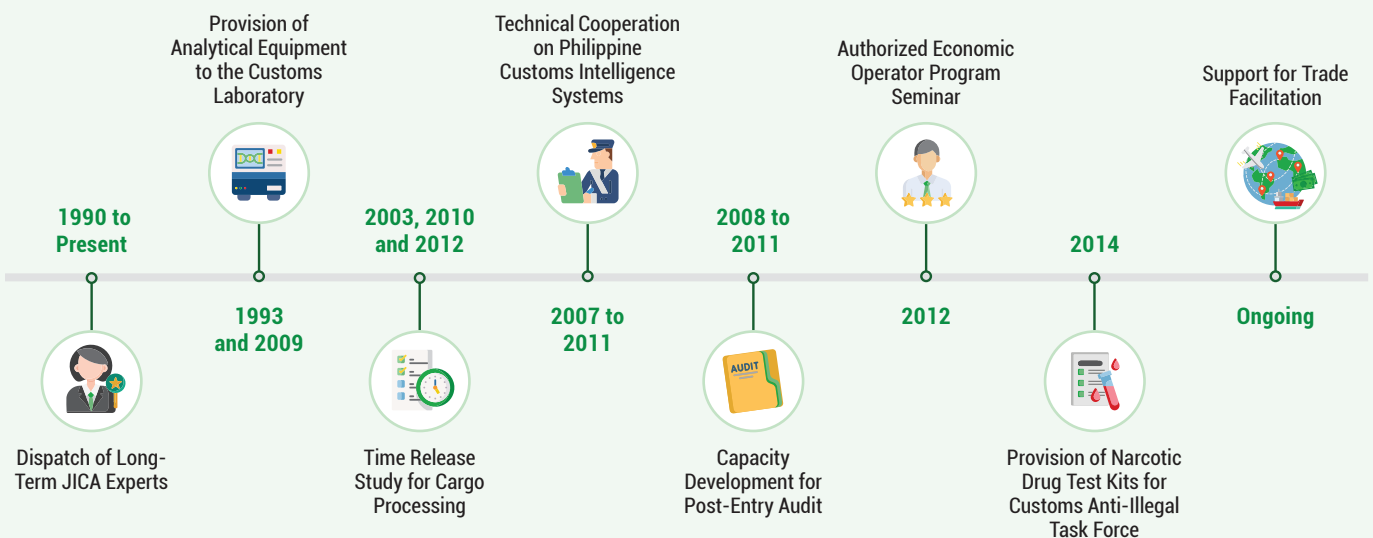 1990 to
Present
Dispatch of Long-
Term JICA Experts
Provision of
Analytical Equipment
to the Customs
Laboratory
1993
and 2009
2003, 2010
and 2012
Time Release
Study for Cargo
Processing
Technical Cooperation
on Philippine
Customs Intelligence
Systems
2007 to
2011
2008 to
2011
AUDIT
Capacity
Development for
Post-Entry Audit
Authorized Economic
Operator Program
Seminar
2012
2014
Provision of Narcotic
Drug Test Kits for
Customs Anti-Illegal
Task Force
Support for Trade
Facilitation
Ongoing